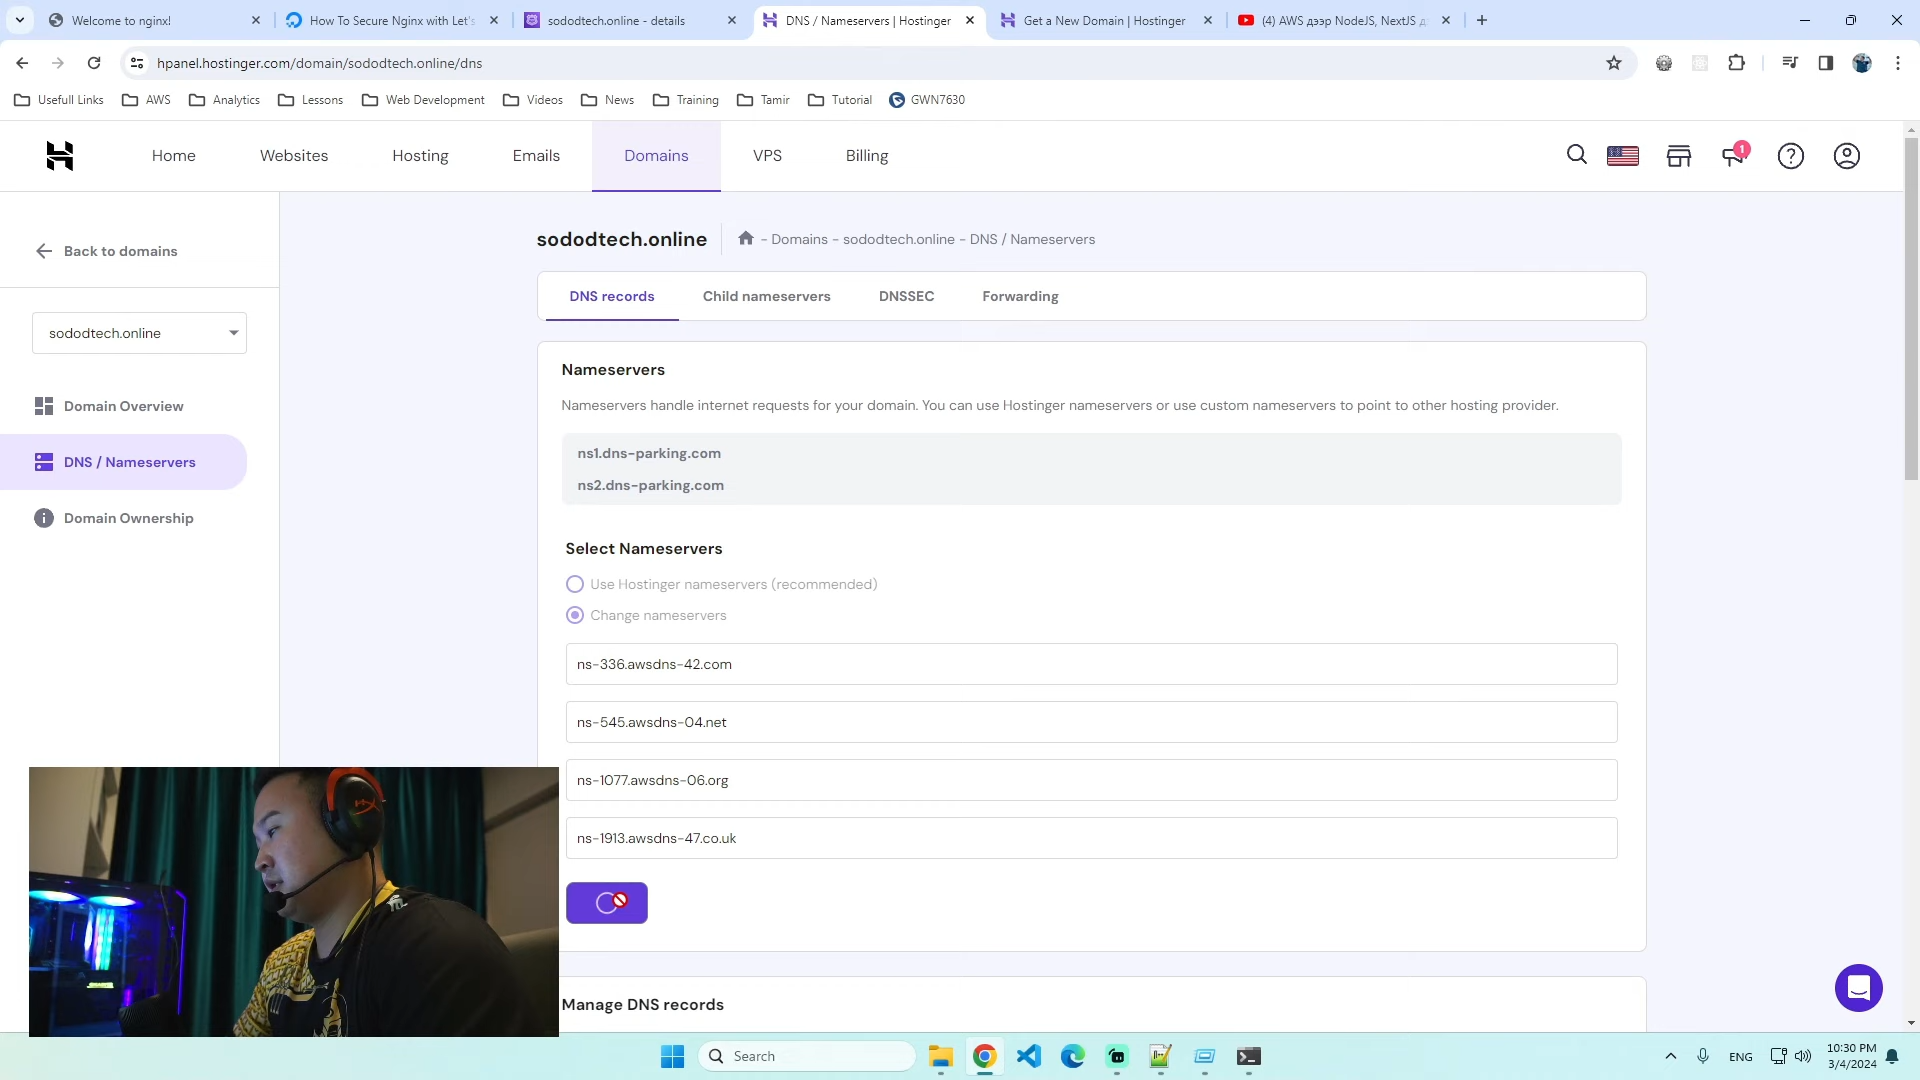 Welcome to nginx!
How To Secure Nginx with Let's
sododtech.online - details
DNS / Nameservers | Hostinger
Get a New Domain | Hostinger
(4) AWS дээр NodeJS, NextJS д
hpanel.hostinger.com/domain/sododtech.online/dns
Usefull Links
AWS
Analytics
Lessons
Web Development
Videos
News
Training
Tamir
Tutorial
GWN7630
Home
Websites
Hosting
Emails
Domains
VPS
Billing
1
Back to domains
sododtech.online
Domain Overview
DNS / Nameservers
Domain Ownership
sododtech.online
- Domains - sododtech.online - DNS / Nameservers
DNS records
Child nameservers
DNSSEC
Forwarding
Nameservers
Nameservers handle internet requests for your domain. You can use Hostinger nameservers or use custom nameservers to point to other hosting provider.
ns1.dns-parking.com
ns2.dns-parking.com
Select Nameservers
Use Hostinger nameservers (recommended)
Change nameservers
ns-336.awsdns-42.com
ns-545.awsdns-04.net
ns-1077.awsdns-06.org
ns-1913.awsdns-47.co.uk
Manage DNS records
Search
ENG
10:30 PM
3/4/2024